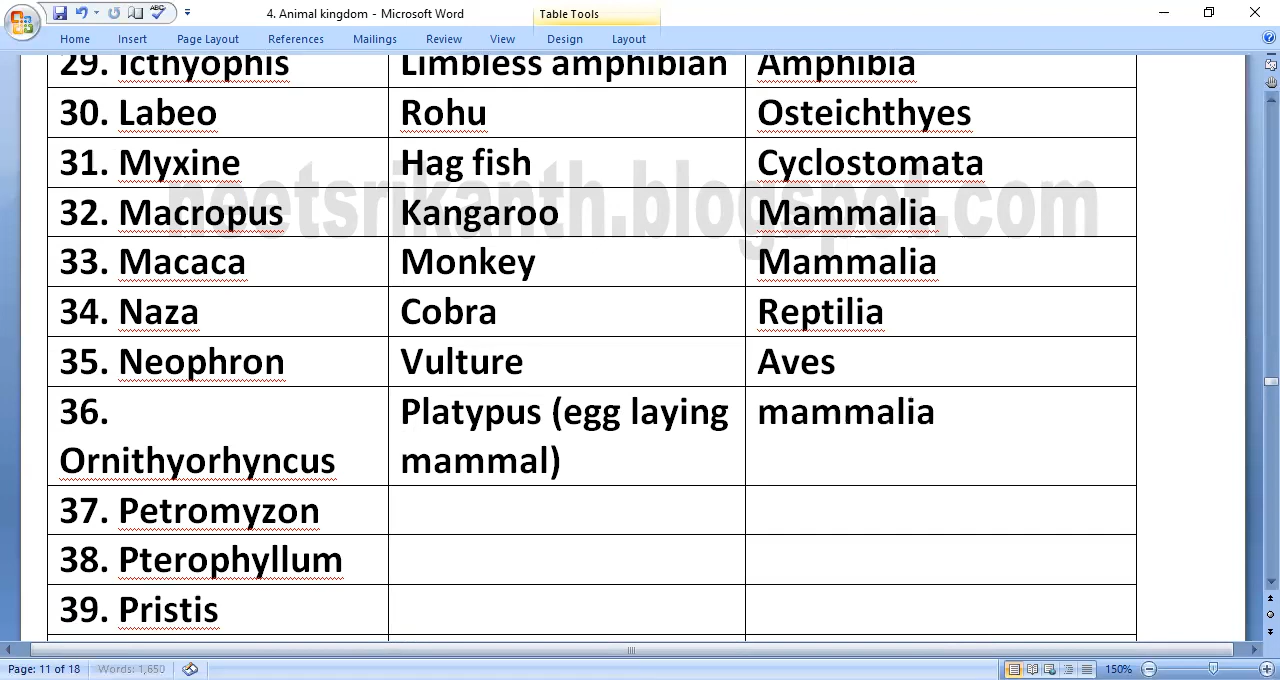 4. Animal kingdom - Microsoft Word
Table Tools
Home Insert Page Layout References Mailings Review View Design Layout
29. Icthyophis Limbless amphibian Amphibia
30. Labeo Rohu Osteichthyes
31. Myxine Hag fish Cyclostomata
neetsrikanth.blogspot.com
32. Macropus Kangaroo Mammalia
33. Macaca Monkey Mammalia
34. Naza Cobra Reptilia
35. Neophron Vulture Aves
36. Platypus (egg laying mammalia
Ornithyorhyncus mammal)
37. Petromyzon
38. Pterophyllum
39. Pristis
Page: 11 of 18 Words: 1,650 150%